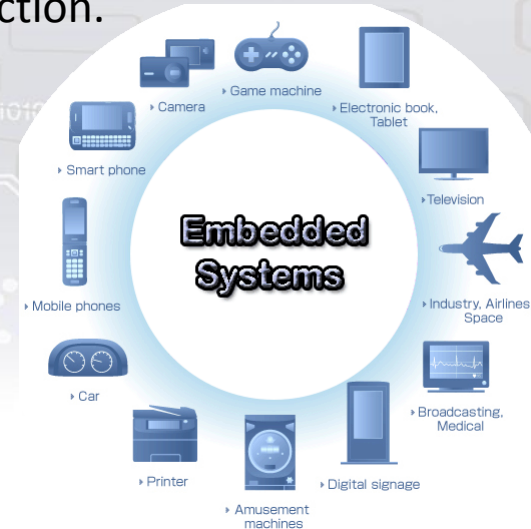 ction.
Game machine
Camera
Electronic book,
Tablet
Smart phone
Television
Embedded
Systems
Mobile phones
Industry, Airlines
Space
Car
Broadcasting,
Medical
Printer
Digital signage
Amusement
machines